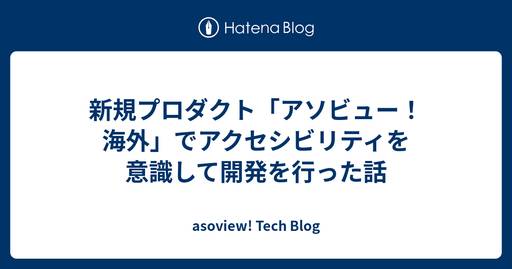 Hatena Blog
新規プロダクト「アソビュー！
海外」でアクセシビリティを
意識して開発を行った話
asoview! Tech Blog